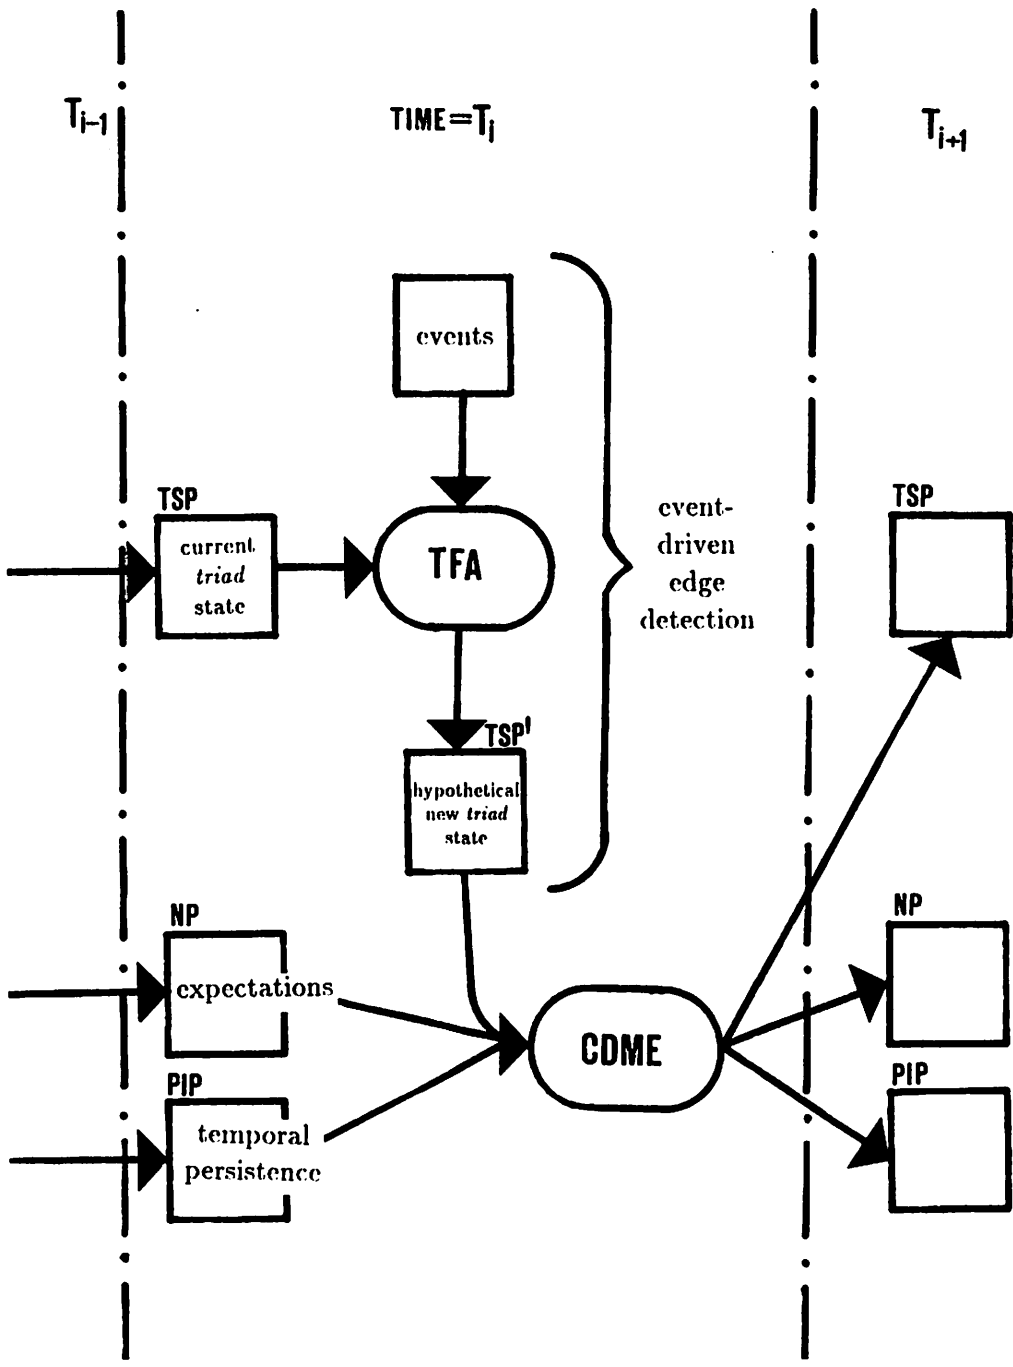 Ti-1
TIME=Ti
Ti+1
events
TSP
current
triad
state
TFA
event-
driven
edge
detection
TSP
TSP'
hypothetical
new triad
state
NP
expectations
CDME
NP
PIP
temporal
persistence
PIP